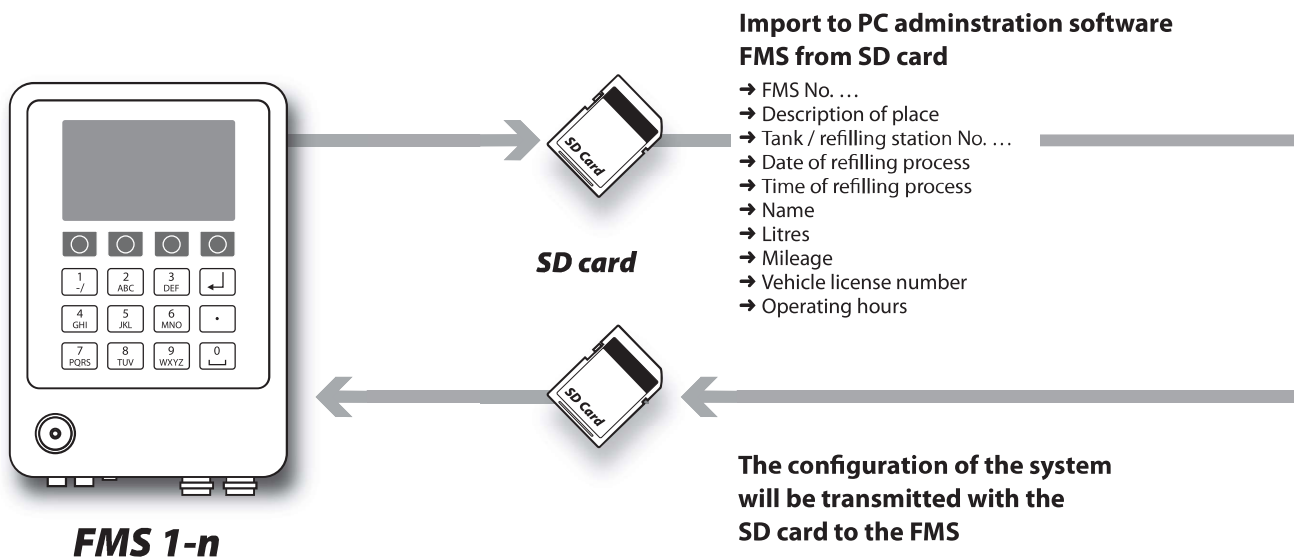 Import to PC adminstration software
FMS from SD card
➔ FMS No. …
➔ Description of place
➔ Tank / refilling station No. …
➔ Date of refilling process
➔ Time of refilling process
➔ Name
➔ Litres
➔ Mileage
➔ Vehicle license number
➔ Operating hours
SD Card
SD card
1 2 3
-/ ABC DEF
4 5 6 .
GHI JKL MNO
7 8 9 0
PQRS TUV WXYZ
SD Card
The configuration of the system
will be transmitted with the
SD card to the FMS
FMS 1-n